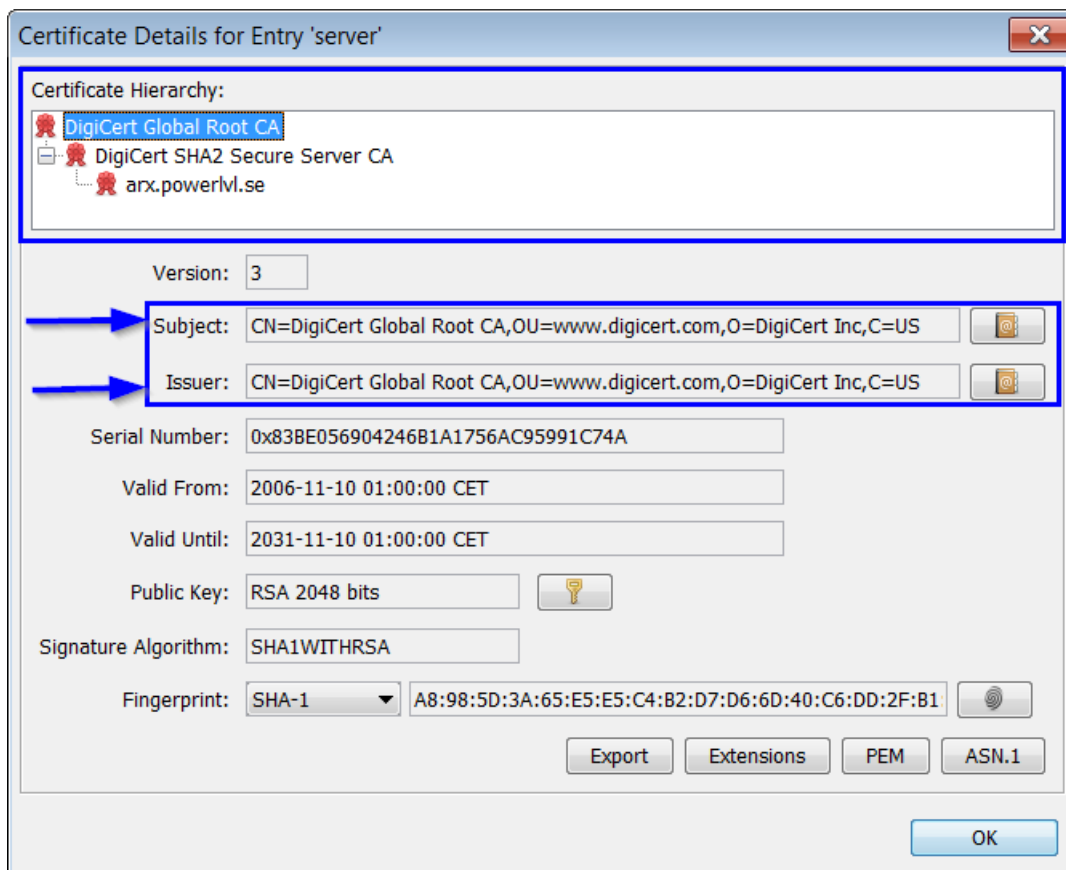 Certificate Details for Entry 'server'
Certificate Hierarchy:
DigiCert Global Root CA
DigiCert SHA2 Secure Server CA
arx.powerlvl.se
Version: 3
Subject: CN=DigiCert Global Root CA,OU=www.digicert.com,O=DigiCert Inc,C=US
Issuer: CN=DigiCert Global Root CA,OU=www.digicert.com,O=DigiCert Inc,C=US
Serial Number: 0x83BE056904246B1A1756AC95991C74A
Valid From: 2006-11-10 01:00:00 CET
Valid Until: 2031-11-10 01:00:00 CET
Public Key: RSA 2048 bits
Signature Algorithm: SHA1WITHRSA
Fingerprint: SHA-1 A8:98:5D:3A:65:E5:E5:C4:B2:D7:D6:6D:40:C6:DD:2F:B1:
Export Extensions PEM ASN.1
OK